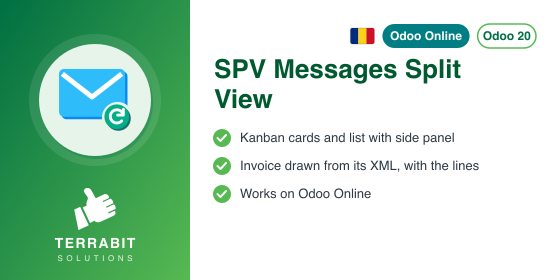 Odoo Online
Odoo 20
SPV Messages Split
View
Kanban cards and list with side panel
Invoice drawn from its XML, with the lines
Works on Odoo Online
TERRABIT
SOLUTIONS